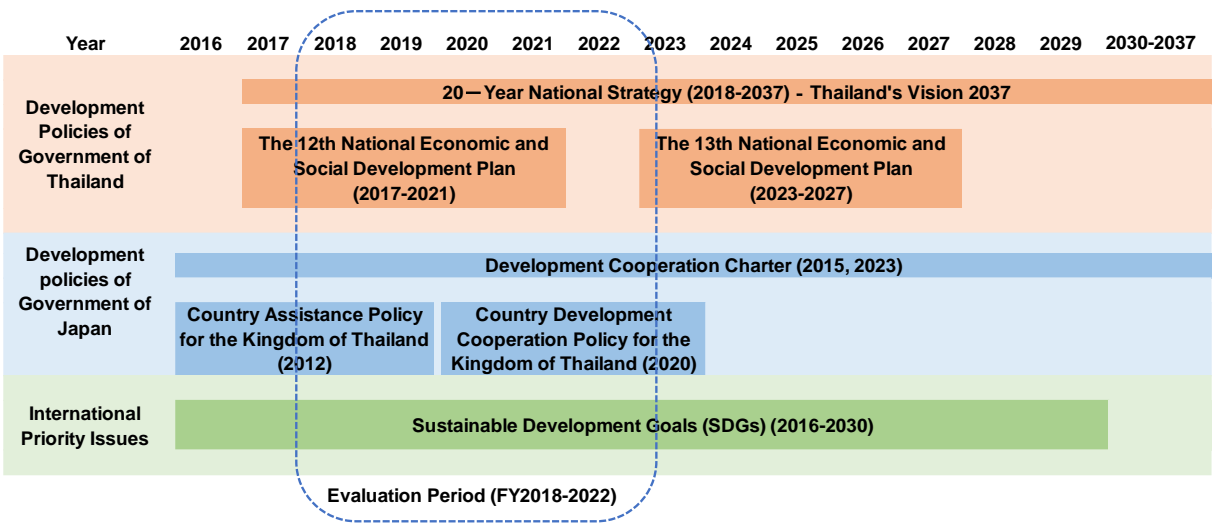 Year 2016 2017 2018 2019 2020 2021 2022 2023 2024 2025 2026 2027 2028 2029 2030-2037
Development
Policies of
Government of
Thailand
20－Year National Strategy (2018-2037) - Thailand's Vision 2037
The 12th National Economic and
Social Development Plan
(2017-2021)
The 13th National Economic and
Social Development Plan
(2023-2027)
Development
policies of
Government of
Japan
Development Cooperation Charter (2015, 2023)
Country Assistance Policy
for the Kingdom of Thailand
(2012)
Country Development
Cooperation Policy for the
Kingdom of Thailand (2020)
International
Priority Issues
Sustainable Development Goals (SDGs) (2016-2030)
Evaluation Period (FY2018-2022)